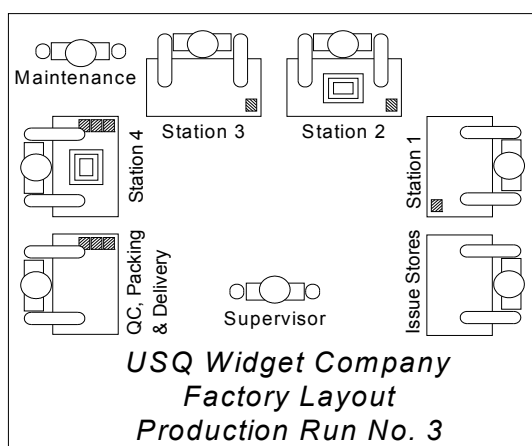 Maintenance
Station 3
Station 2
Station 4
Station 1
QC, Packing
& Delivery
Supervisor
Issue Stores
USQ Widget Company
Factory Layout
Production Run No. 3